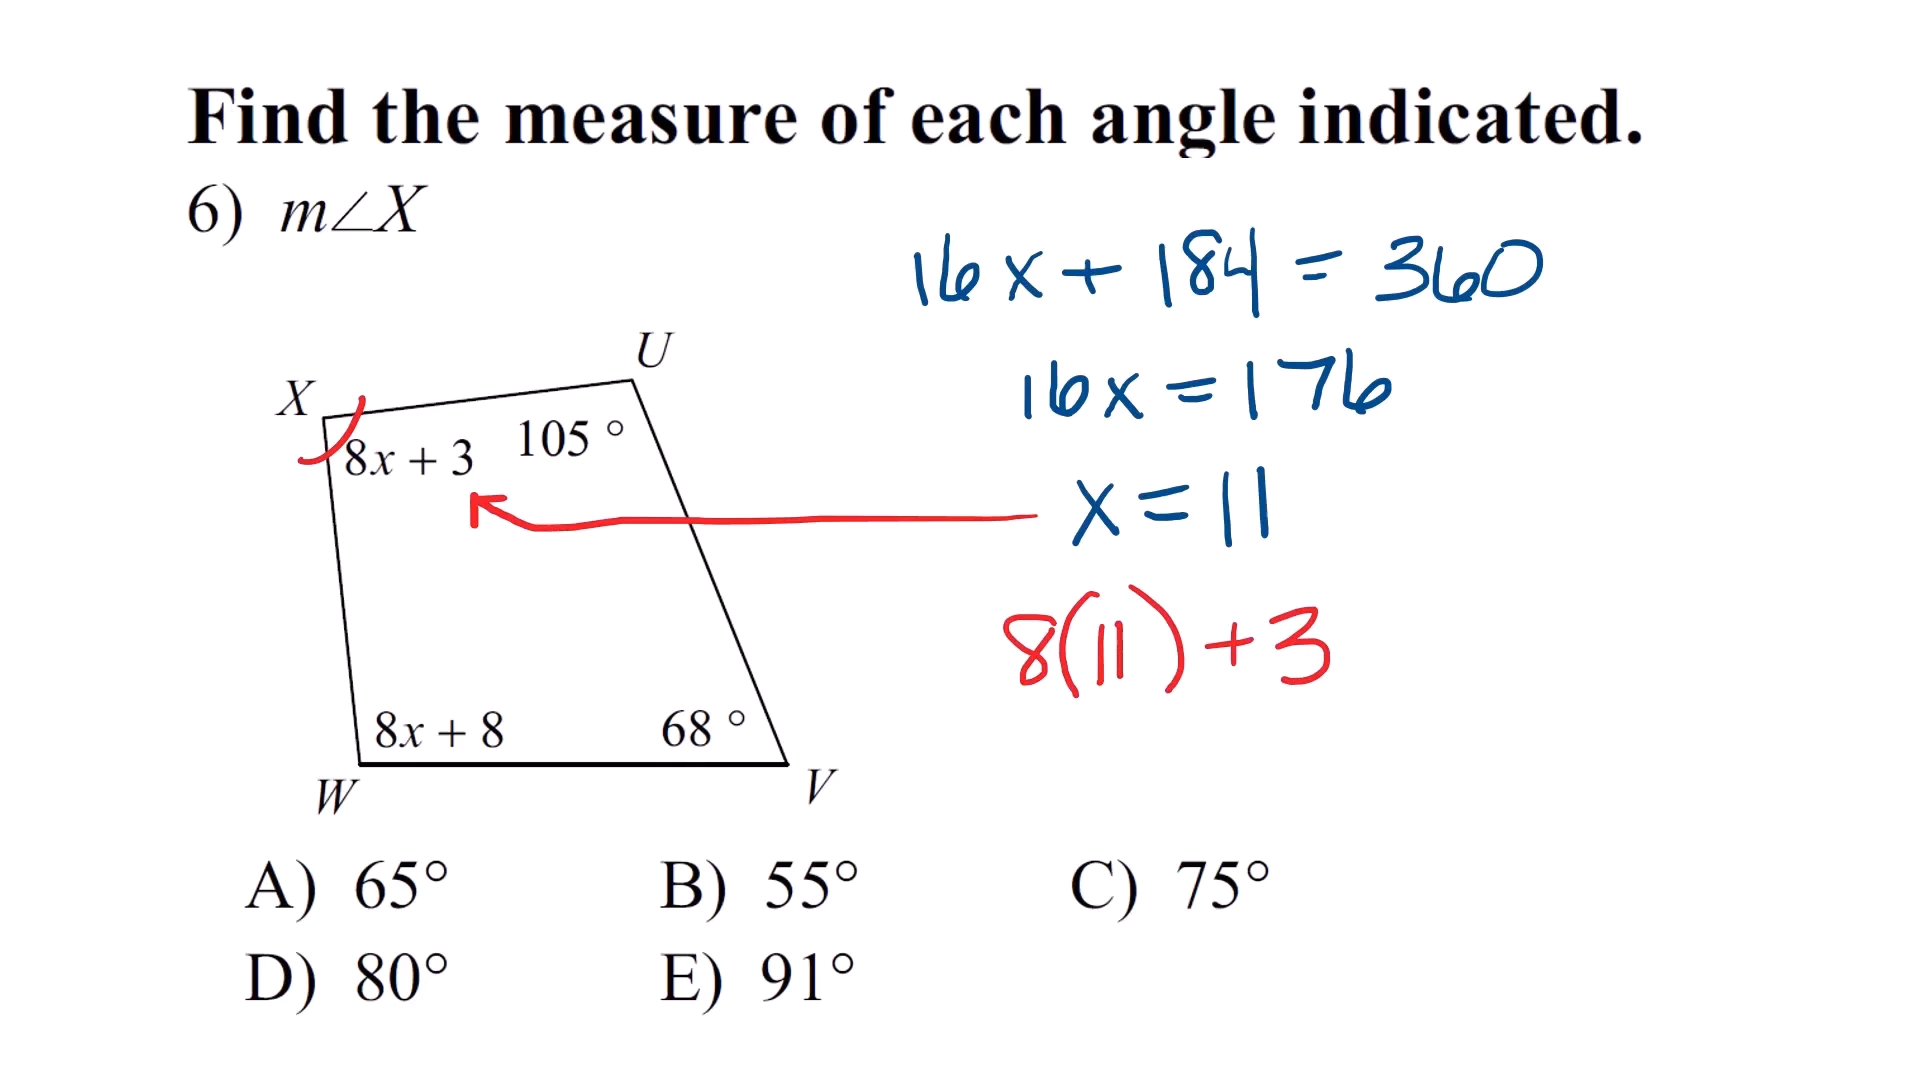 Find the measure of each angle indicated.
6) m∠X
16x + 184 = 360
16x = 176
x = 11
8(11) + 3
U
X
8x + 3
105 °
8x + 8
68 °
W
V
A) 65°
B) 55°
C) 75°
D) 80°
E) 91°